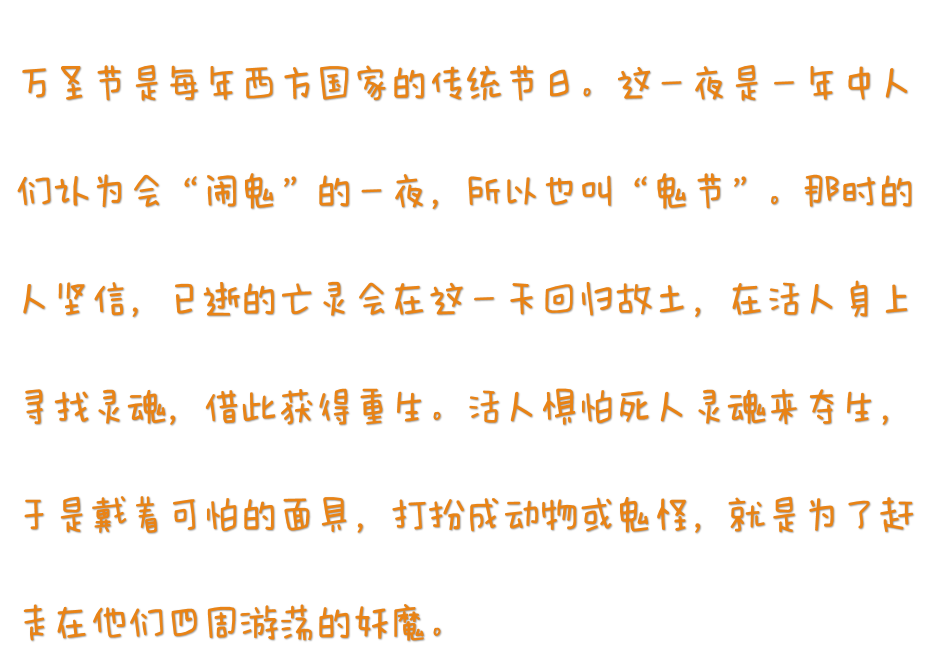 万圣节是每年西方国家的传统节日。这一夜是一年中人
们认为会“闹鬼”的一夜，所以也叫“鬼节”。那时的
人坚信，已逝的亡灵会在这一天回归故土，在活人身上
寻找灵魂，借此获得重生。活人惧怕死人灵魂来夺生，
于是戴着可怕的面具，打扮成动物或鬼怪，就是为了赶
走在他们四周游荡的妖魔。